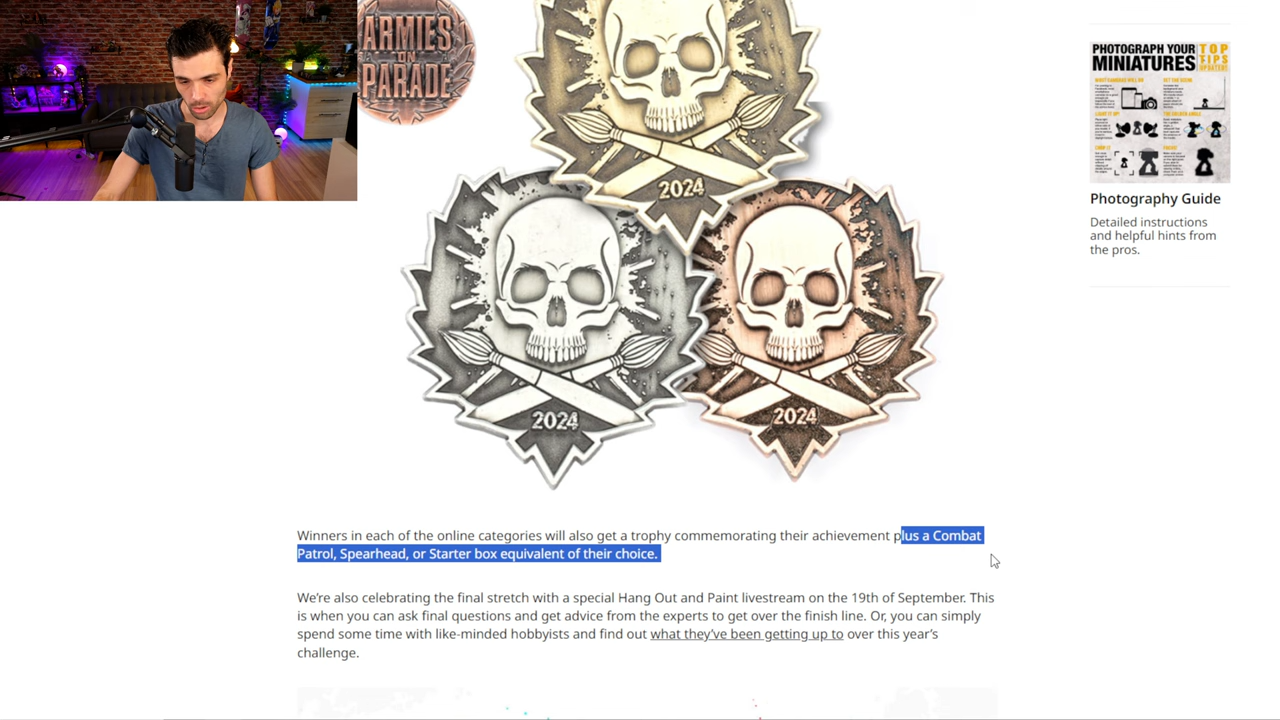 ARMIES
ON
PARADE
2024
2024
2024
PHOTOGRAPH YOUR
MINIATURES
TOP
TIPS
Photography Guide
Detailed instructions
and helpful hints from
the pros.
Winners in each of the online categories will also get a trophy commemorating their achievement plus a Combat
Patrol, Spearhead, or Starter box equivalent of their choice.
We’re also celebrating the final stretch with a special Hang Out and Paint livestream on the 19th of September. This
is when you can ask final questions and get advice from the experts to get over the finish line. Or, you can simply
spend some time with like-minded hobbyists and find out what they’ve been getting up to over this year’s
challenge.